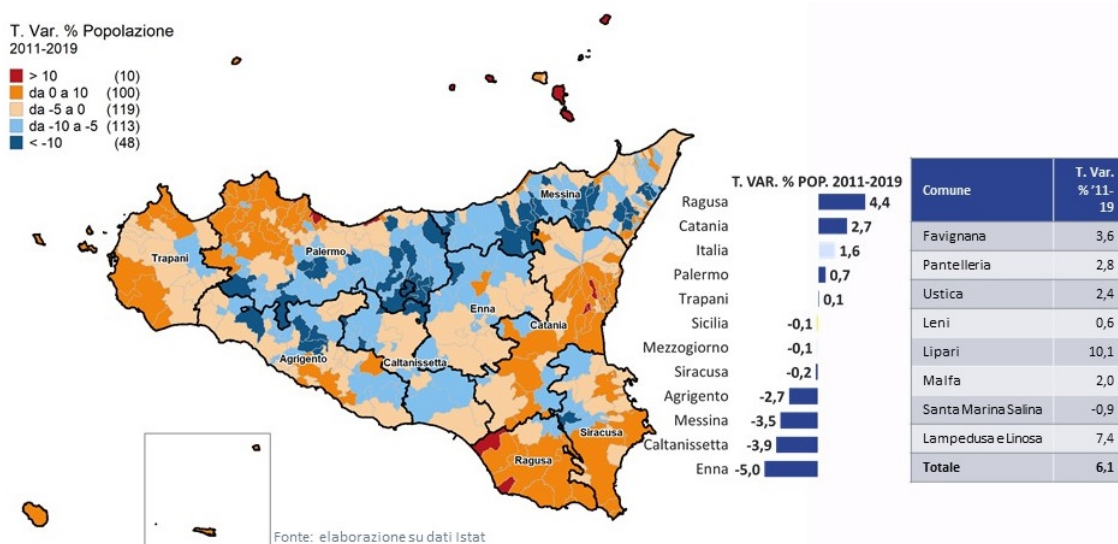 T. Var. % Popolazione
2011-2019
> 10 (10)
da 0 a 10 (100)
da -5 a 0 (119)
da -10 a -5 (113)
< -10 (48)
Messina
Palermo
Trapani
Enna
Catania
Agrigento
Caltanissetta
Siracusa
Ragusa
Fonte: elaborazione su dati Istat
T. VAR. % POP. 2011-2019
Ragusa 4,4
Catania 2,7
Italia 1,6
Palermo 0,7
Trapani 0,1
Sicilia -0,1
Mezzogiorno -0,1
Siracusa -0,2
Agrigento -2,7
Messina -3,5
Caltanissetta -3,9
Enna -5,0
Comune T. Var. % '11-19
Favignana 3,6
Pantelleria 2,8
Ustica 2,4
Leni 0,6
Lipari 10,1
Malfa 2,0
Santa Marina Salina -0,9
Lampedusa e Linosa 7,4
Totale 6,1